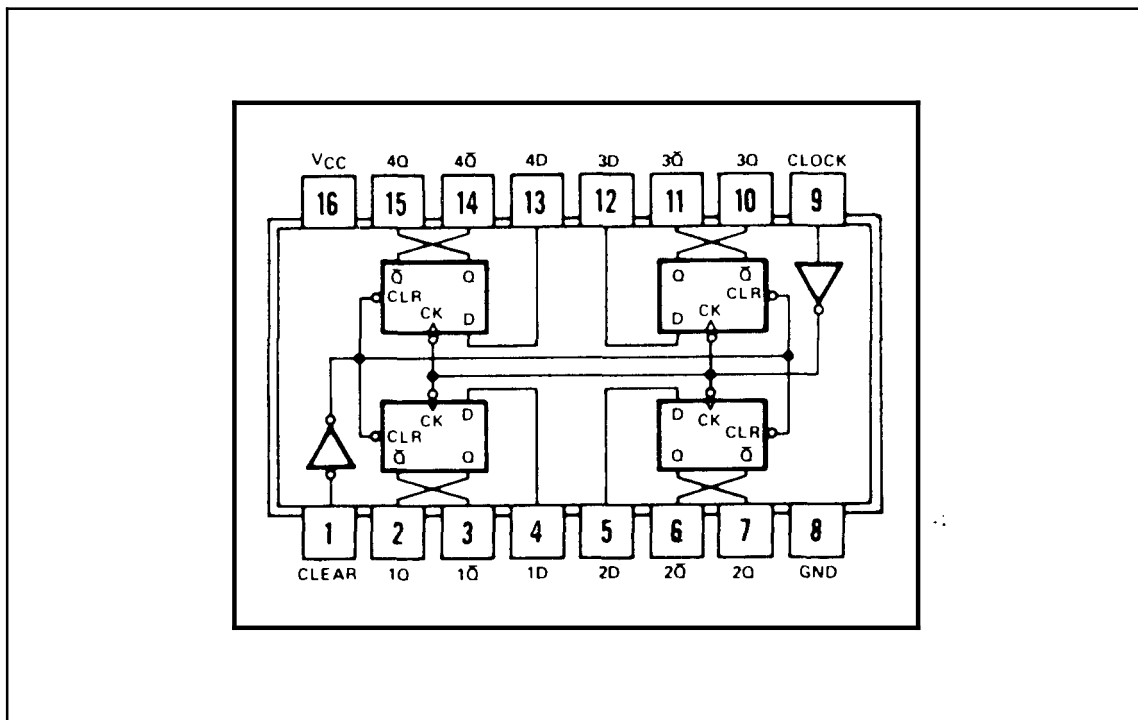 VCC 4Q 4Q̄ 4D 3D 3Q̄ 3Q CLOCK
16 15 14 13 12 11 10 9
Q̄ Q Q Q̄
CLR CLR
CK CK
D D
D D
CK CK
CLR CLR
Q̄ Q Q Q̄
1 2 3 4 5 6 7 8
CLEAR 1Q 1Q̄ 1D 2D 2Q̄ 2Q GND